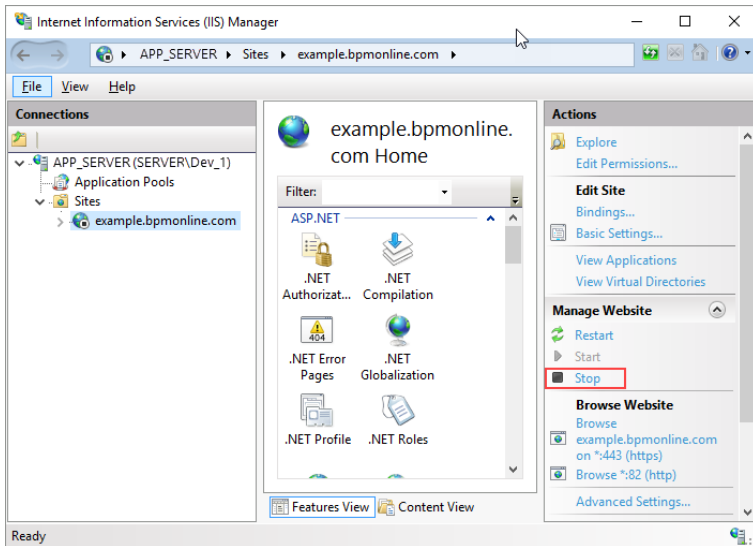 Internet Information Services (IIS) Manager
APP_SERVER Sites example.bpmonline.com
File View Help
Connections
APP_SERVER (SERVER\Dev_1)
Application Pools
Sites
example.bpmonline.com
example.bpmonline.
com Home
Filter:
ASP.NET
.NET
Authorizat...
.NET
Compilation
404
.NET Error
Pages
.NET
Globalization
.NET Profile
.NET Roles
Features View
Content View
Actions
Explore
Edit Permissions...
Edit Site
Bindings...
Basic Settings...
View Applications
View Virtual Directories
Manage Website
Restart
Start
Stop
Browse Website
Browse
example.bpmonline.com
on *:443 (https)
Browse *:82 (http)
Advanced Settings...
Ready